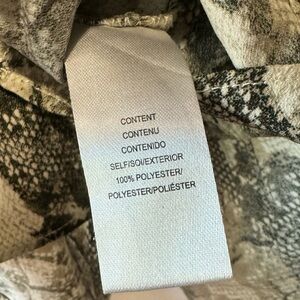 CONTENT
CONTENU
CONTENIDO
SELF/SOI/EXTERIOR
100% POLYESTER/
POLYESTER/POLIÉSTER